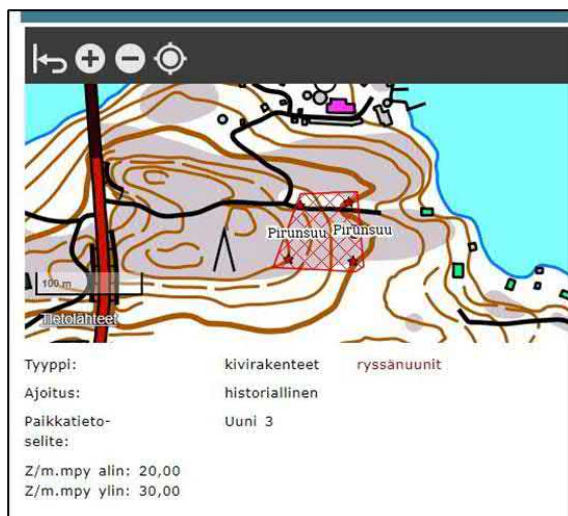 Pirunsuu Pirunsuu
100 m
Tietolähteet
Tyyppi: kivirakenteet ryssänuunit
Ajoitus: historiallinen
Paikkatieto- Uuni 3
selite:
Z/m.mpy alin: 20,00
Z/m.mpy ylin: 30,00